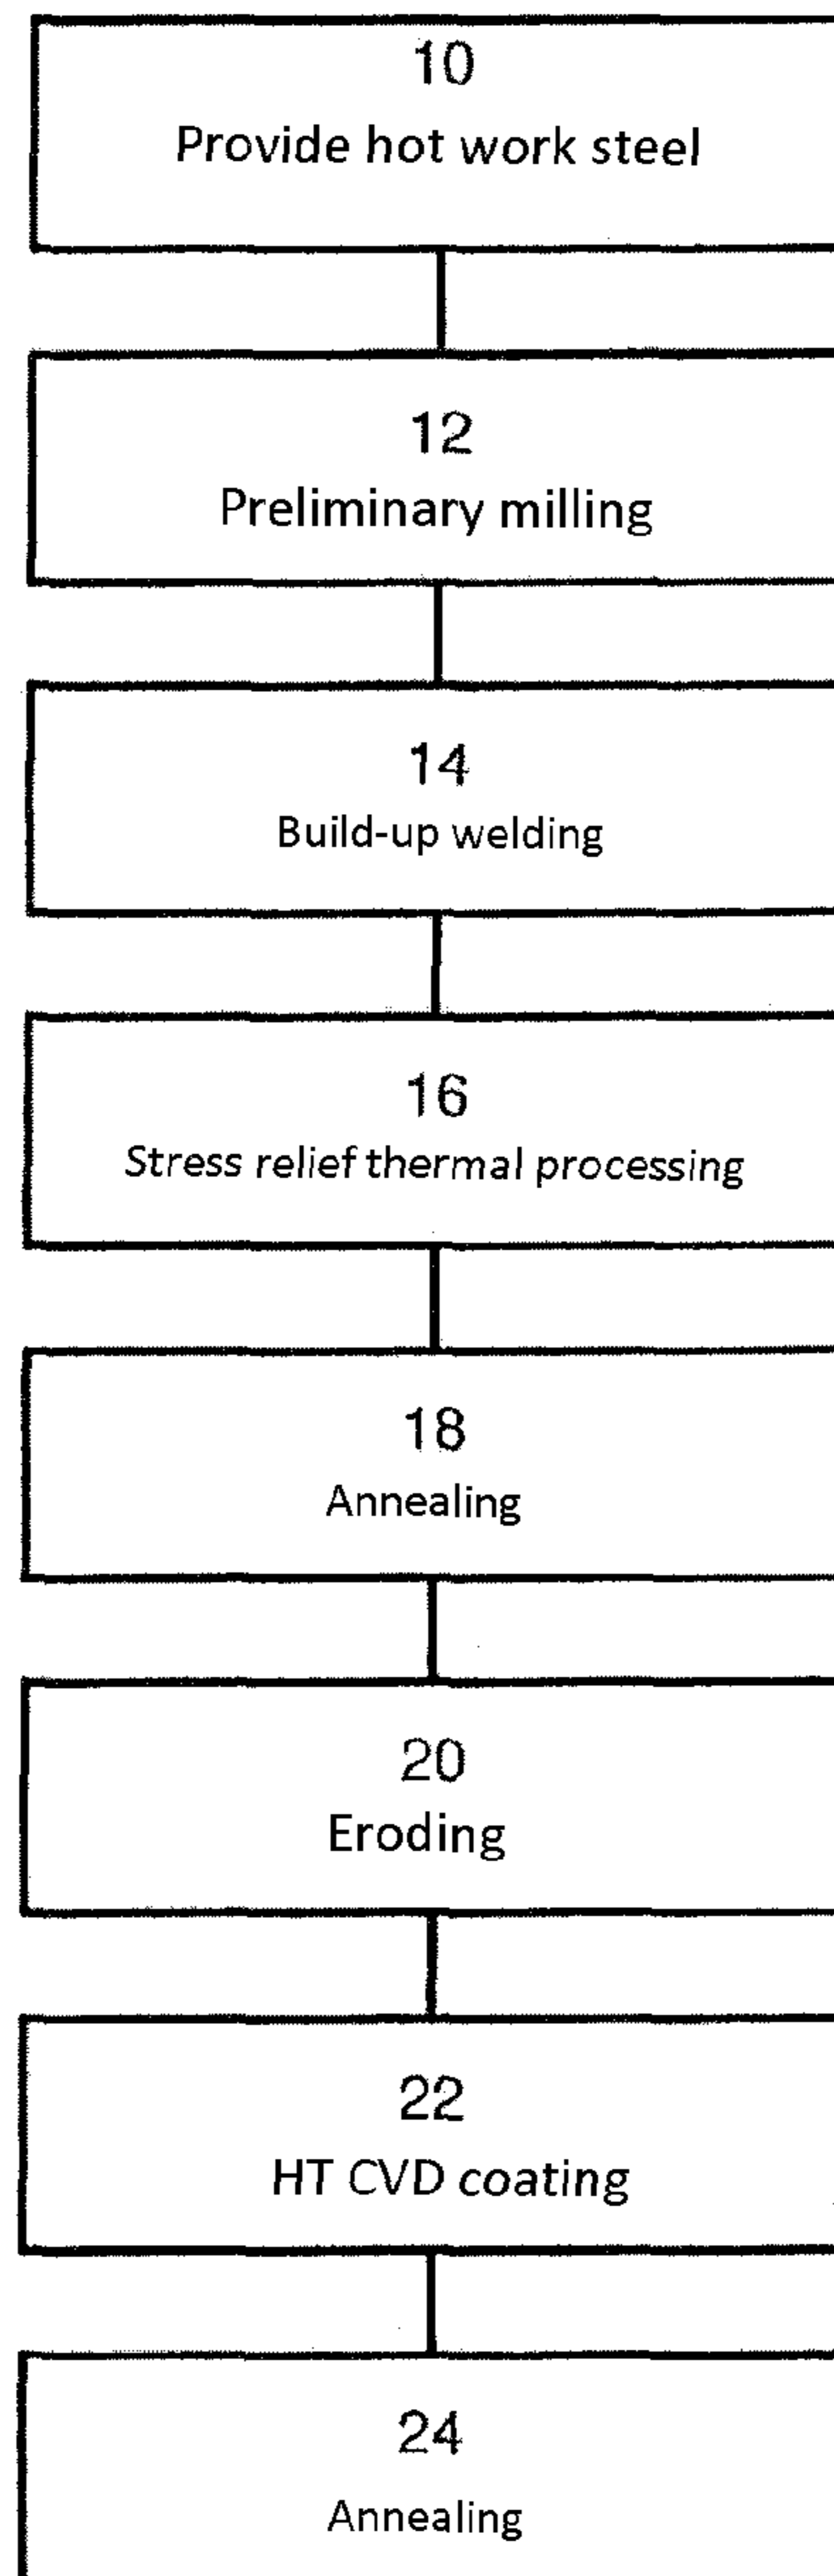 10
Provide hot work steel
12
Preliminary milling
14
Build-up welding
16
Stress relief thermal processing
18
Annealing
20
Eroding
22
HT CVD coating
24
Annealing